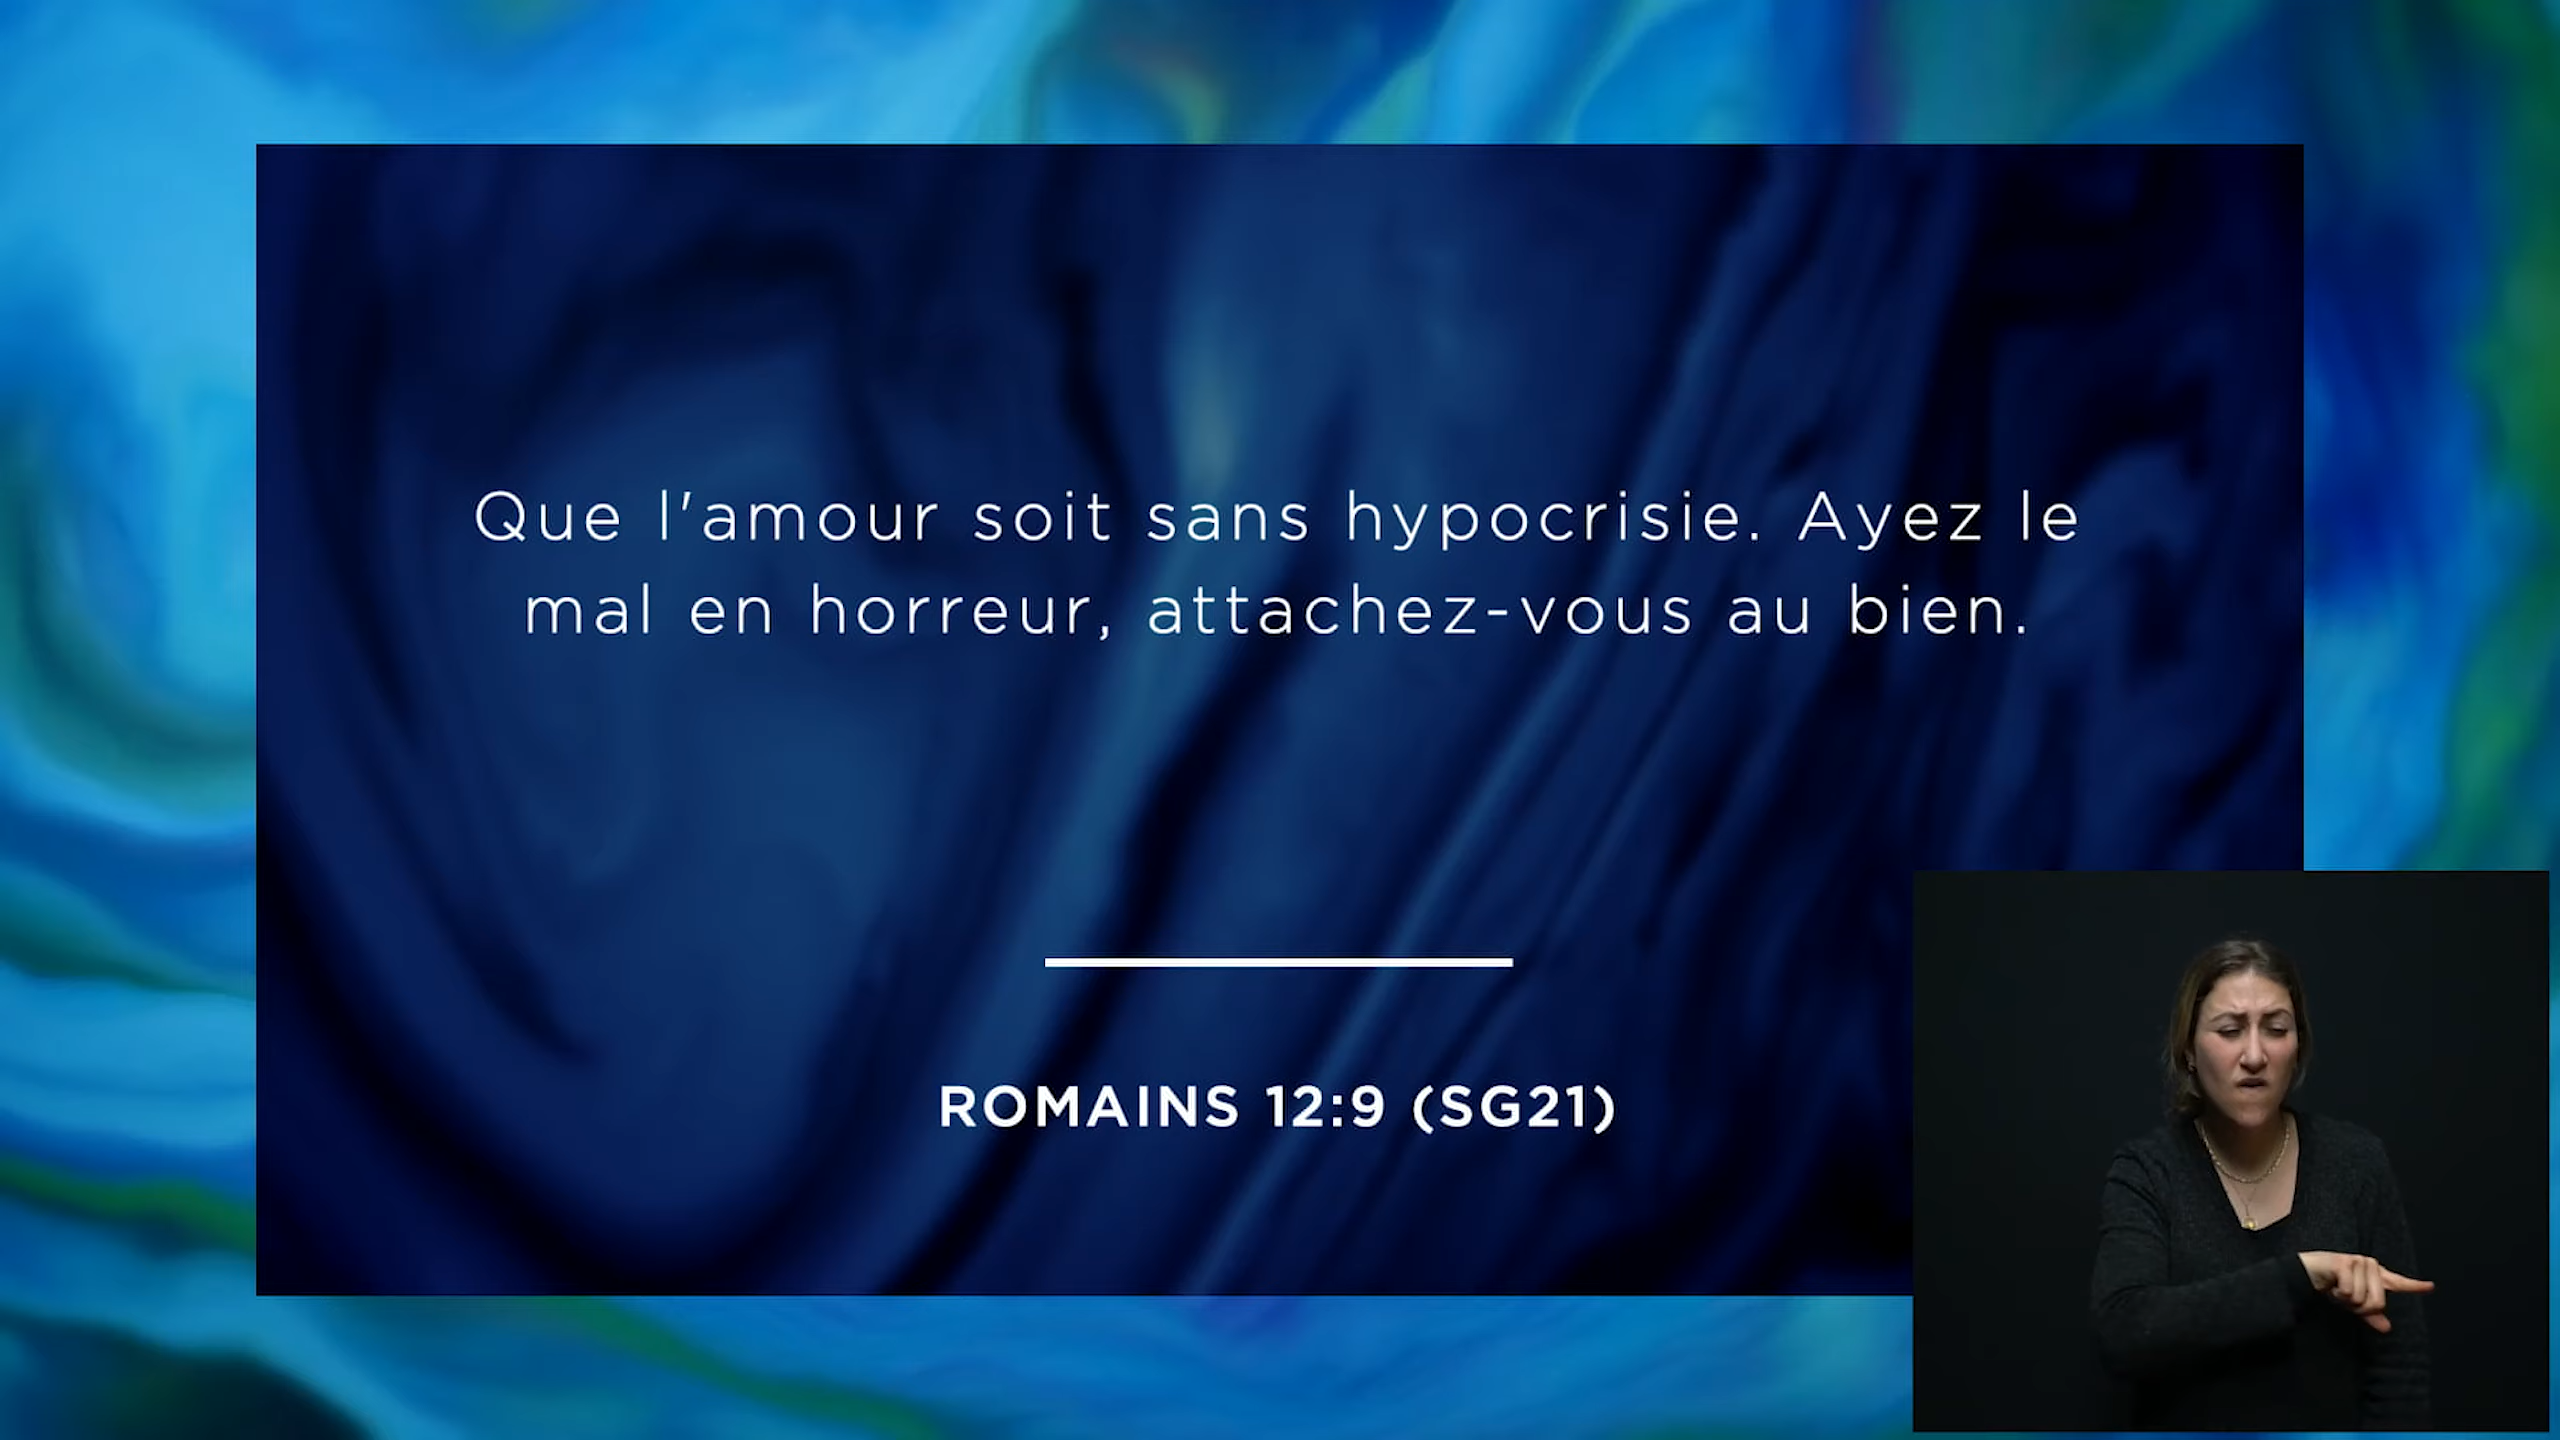 Que l'amour soit sans hypocrisie. Ayez le
mal en horreur, attachez-vous au bien.
ROMAINS 12:9 (SG21)